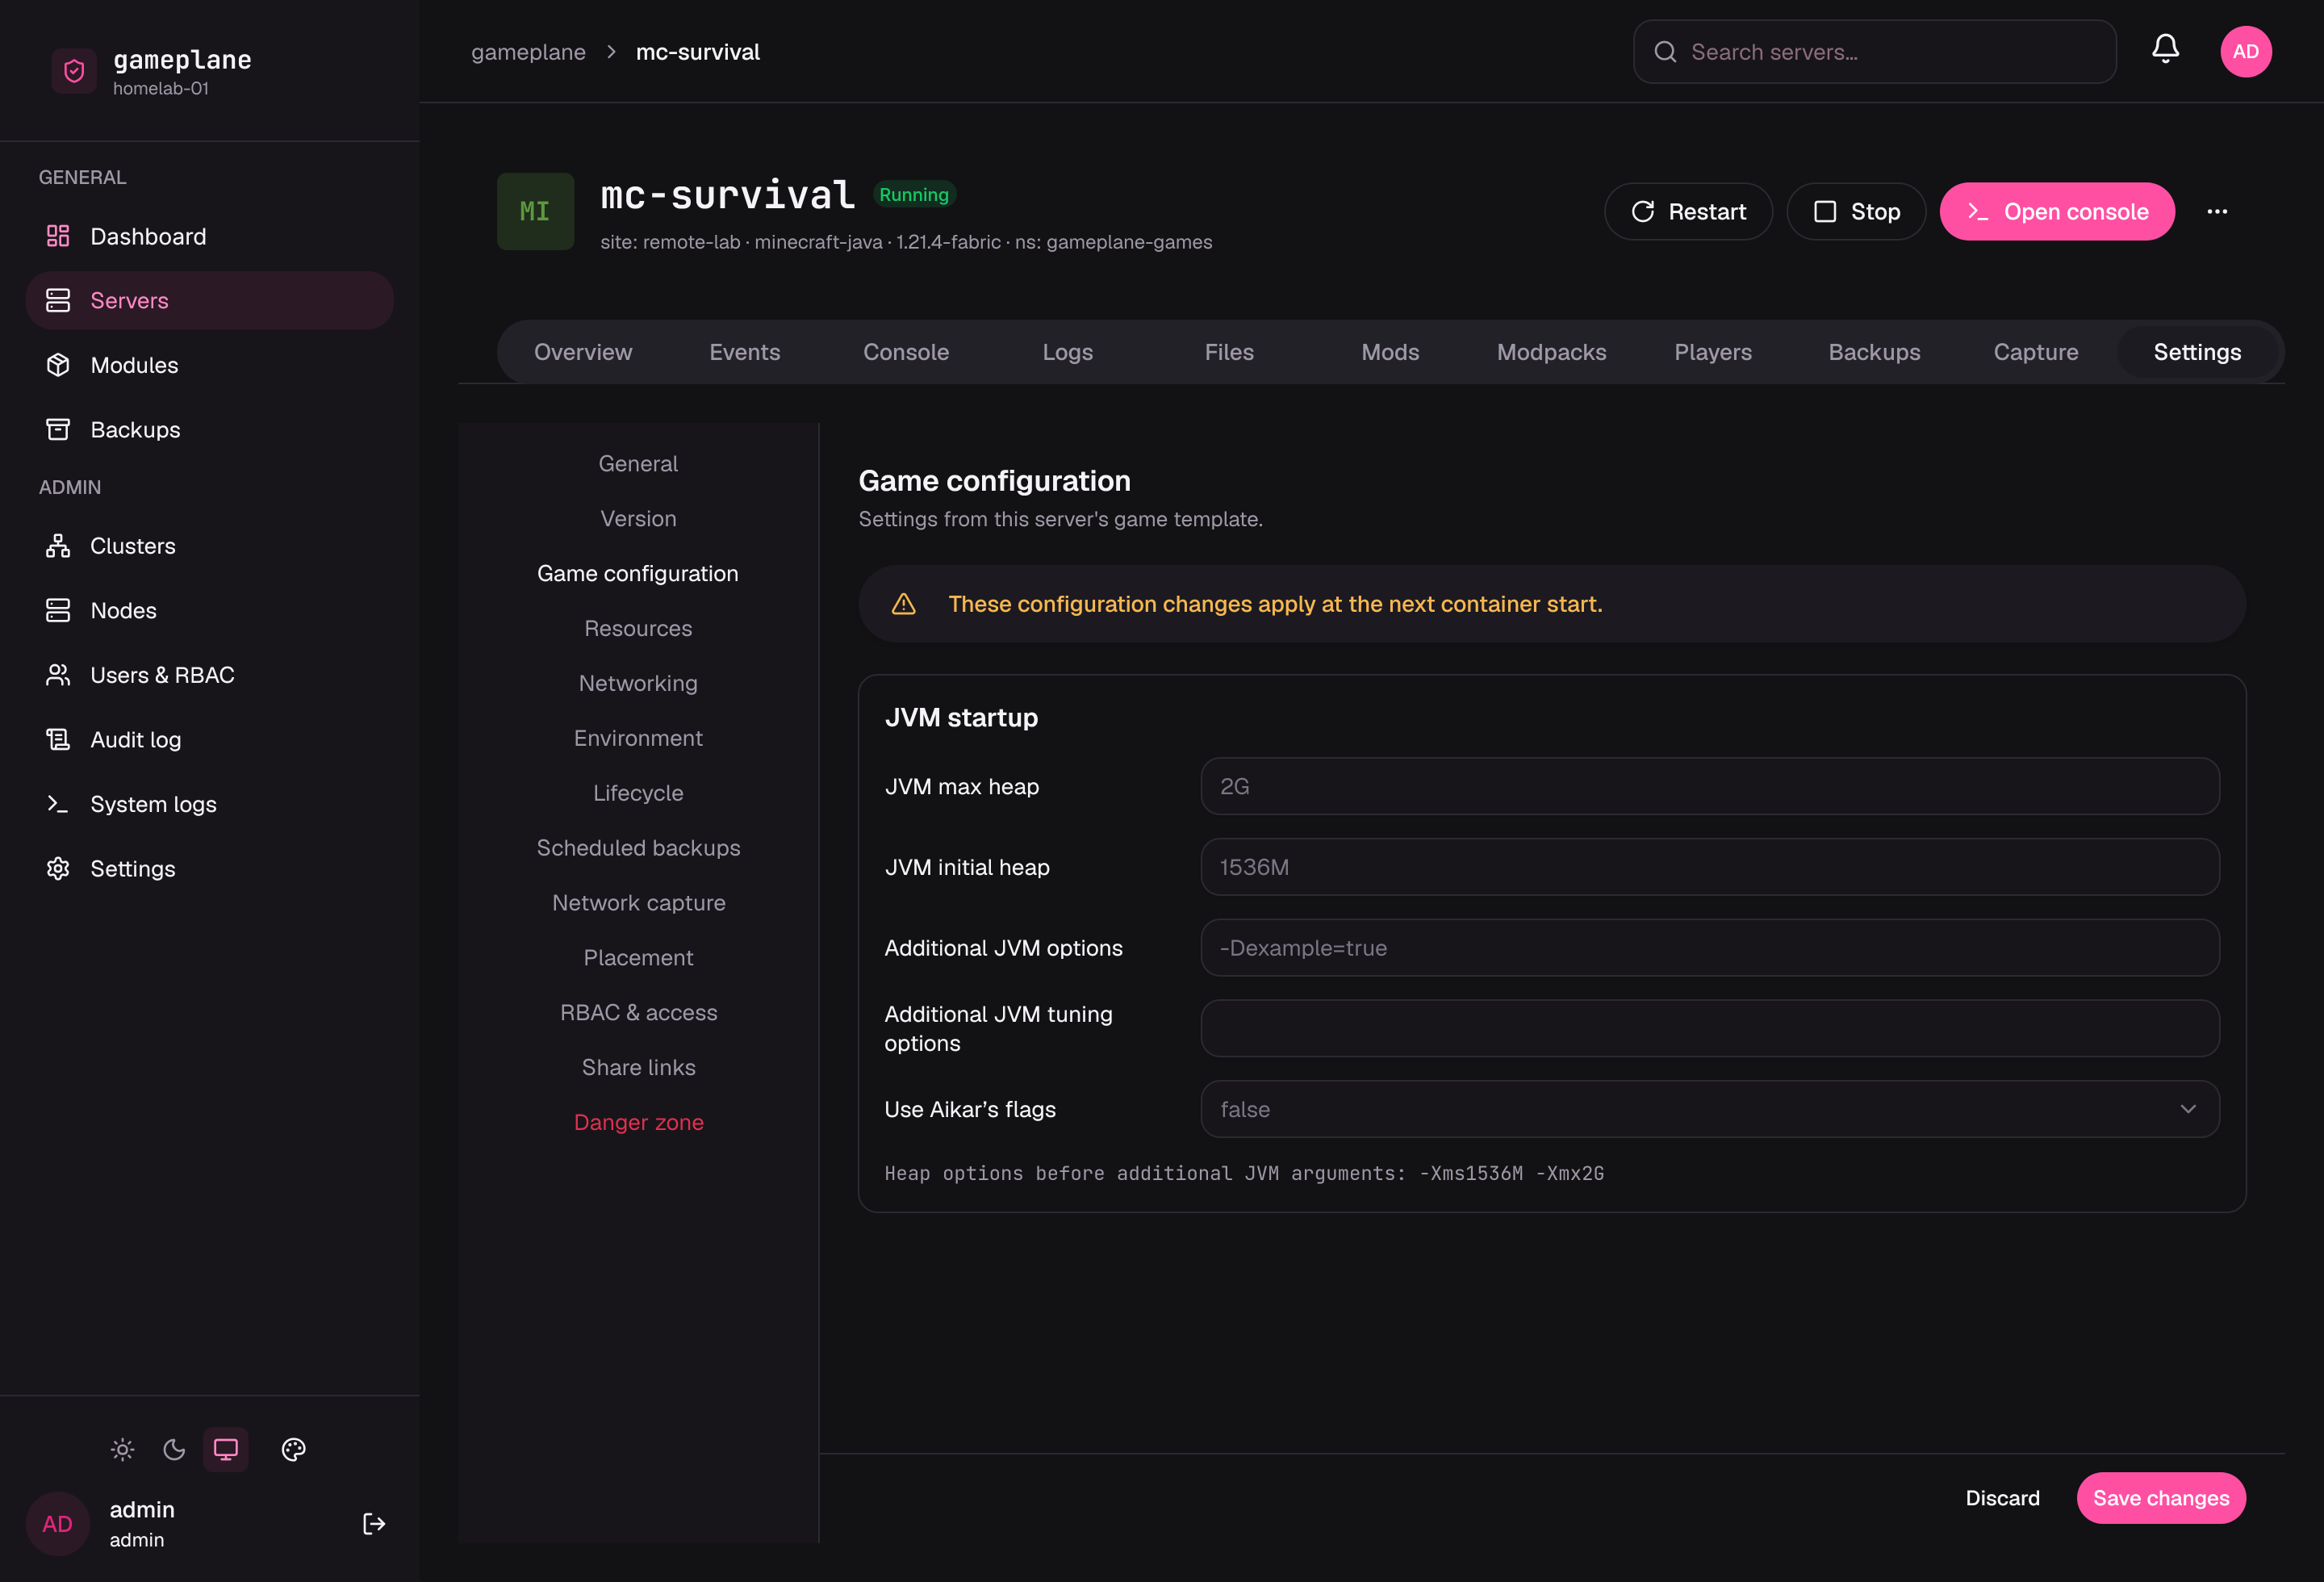 gameplane
homelab-01
GENERAL
Dashboard
Servers
Modules
Backups
ADMIN
Clusters
Nodes
Users & RBAC
Audit log
System logs
Settings
AD
admin
admin
gameplane > mc-survival
Search servers...
AD
MI
mc-survival
Running
site: remote-lab · minecraft-java · 1.21.4-fabric · ns: gameplane-games
Restart
Stop
Open console
Overview
Events
Console
Logs
Files
Mods
Modpacks
Players
Backups
Capture
Settings
General
Version
Game configuration
Resources
Networking
Environment
Lifecycle
Scheduled backups
Network capture
Placement
RBAC & access
Share links
Danger zone
Game configuration
Settings from this server's game template.
These configuration changes apply at the next container start.
JVM startup
JVM max heap
2G
JVM initial heap
1536M
Additional JVM options
-Dexample=true
Additional JVM tuning
options
Use Aikar’s flags
false
Heap options before additional JVM arguments: -Xms1536M -Xmx2G
Discard
Save changes